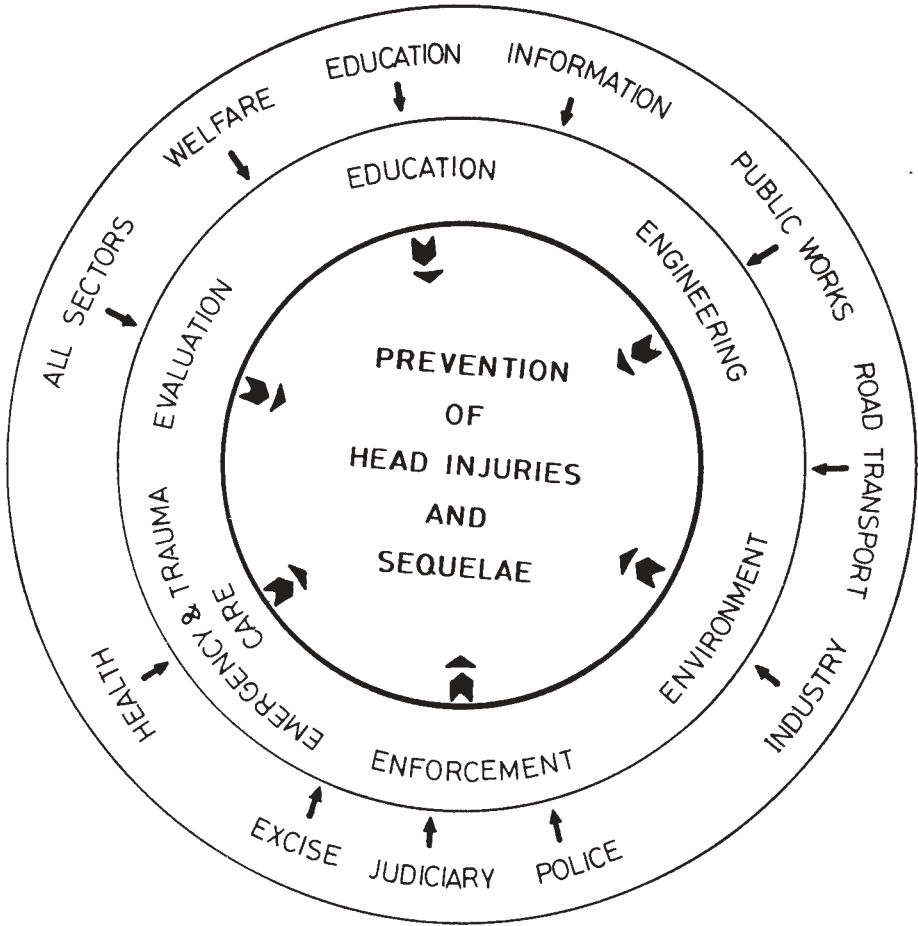 EDUCATION
INFORMATION
PUBLIC WORKS
ROAD TRANSPORT
INDUSTRY
POLICE
JUDICIARY
EXCISE
HEALTH
ALL SECTORS
WELFARE
EDUCATION
ENGINEERING
ENVIRONMENT
ENFORCEMENT
EMERGENCY & TRAUMA
CARE
EVALUATION
PREVENTION
OF
HEAD INJURIES
AND
SEQUELAE